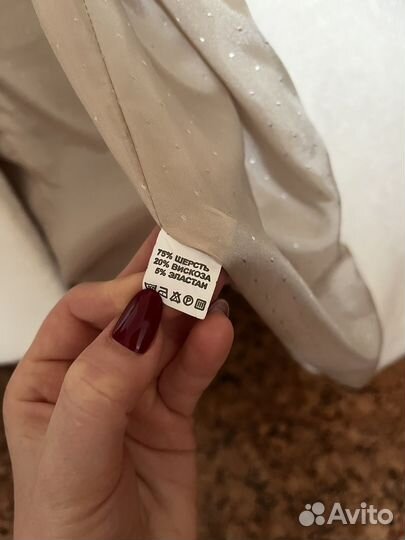 75% ШЕРСТЬ
20% ВИСКОЗА
5% ЭЛАСТАН
Avito